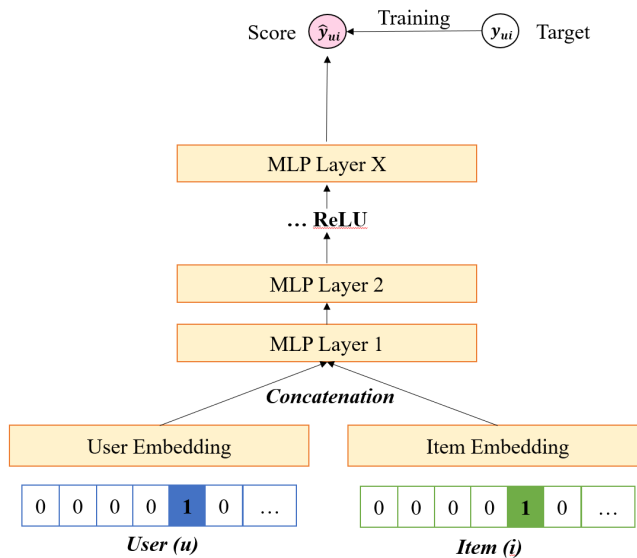 Score ŷui Training yui Target
MLP Layer X
... ReLU
MLP Layer 2
MLP Layer 1
Concatenation
User Embedding Item Embedding
0 0 0 0 1 0 ... 0 0 0 0 1 0 ...
User (u) Item (i)